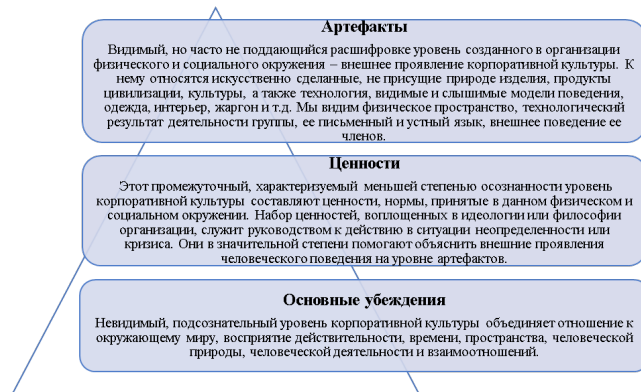 Артефакты
Видимый, но часто не поддающийся расшифровке уровень созданного в организации
физического и социального окружения – внешнее проявление корпоративной культуры. К
нему относятся искусственно сделанные, не присущие природе изделия, продукты
цивилизации, культуры, а также технология, видимые и слышимые модели поведения,
одежда, интерьер, жаргон и т.д. Мы видим физическое пространство, технологический
результат деятельности группы, ее письменный и устный язык, внешнее поведение ее
членов.
Ценности
Этот промежуточный, характеризуемый меньшей степенью осознанности уровень
корпоративной культуры составляют ценности, нормы, принятые в данном физическом и
социальном окружении. Набор ценностей, воплощенных в идеологии или философии
организации, служит руководством к действию в ситуации неопределенности или
кризиса. Они в значительной степени помогают объяснить внешние проявления
человеческого поведения на уровне артефактов.
Основные убеждения
Невидимый, подсознательный уровень корпоративной культуры объединяет отношение к
окружающему миру, восприятие действительности, времени, пространства, человеческой
природы, человеческой деятельности и взаимоотношений.